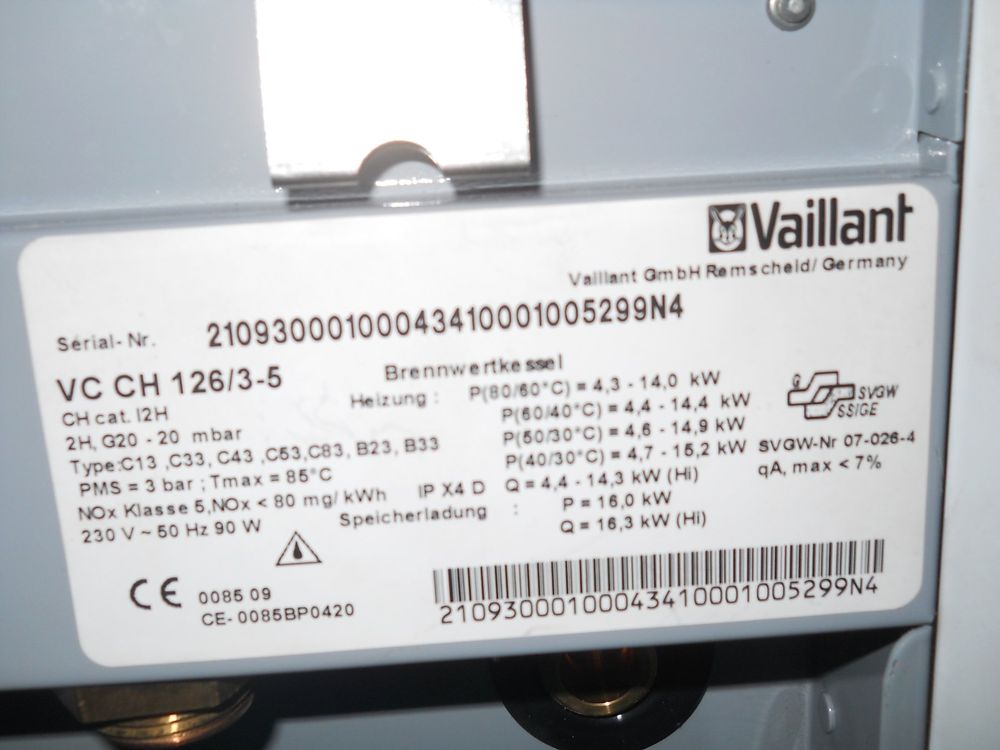 Vaillant
Vaillant GmbH Remscheid/ Germany
Sérial-Nr. 21093000100043410001005299N4
VC CH 126/3-5 Brennwertkessel
CH cat. I2H Heizung : P(80/60°C) = 4,3 - 14,0 kW
2H, G20 - 20 mbar P(60/40°C) = 4,4 - 14,4 kW
Type:C13 ,C33, C43 ,C53,C83, B23, B33 P(50/30°C) = 4,6 - 14,9 kW
PMS = 3 bar ; Tmax = 85°C P(40/30°C) = 4,7 - 15,2 kW
NOx Klasse 5,NOx < 80 mg/ kWh IP X4 D Q = 4,4 - 14,3 kW (Hi)
230 V ~ 50 Hz 90 W Speicherladung : P = 16,0 kW
Q = 16,3 kW (Hi)
G SVGW
SSIGE
SVGW-Nr 07-026-4
qA, max < 7%
CE 0085 09
CE- 0085BP0420
21093000100043410001005299N4